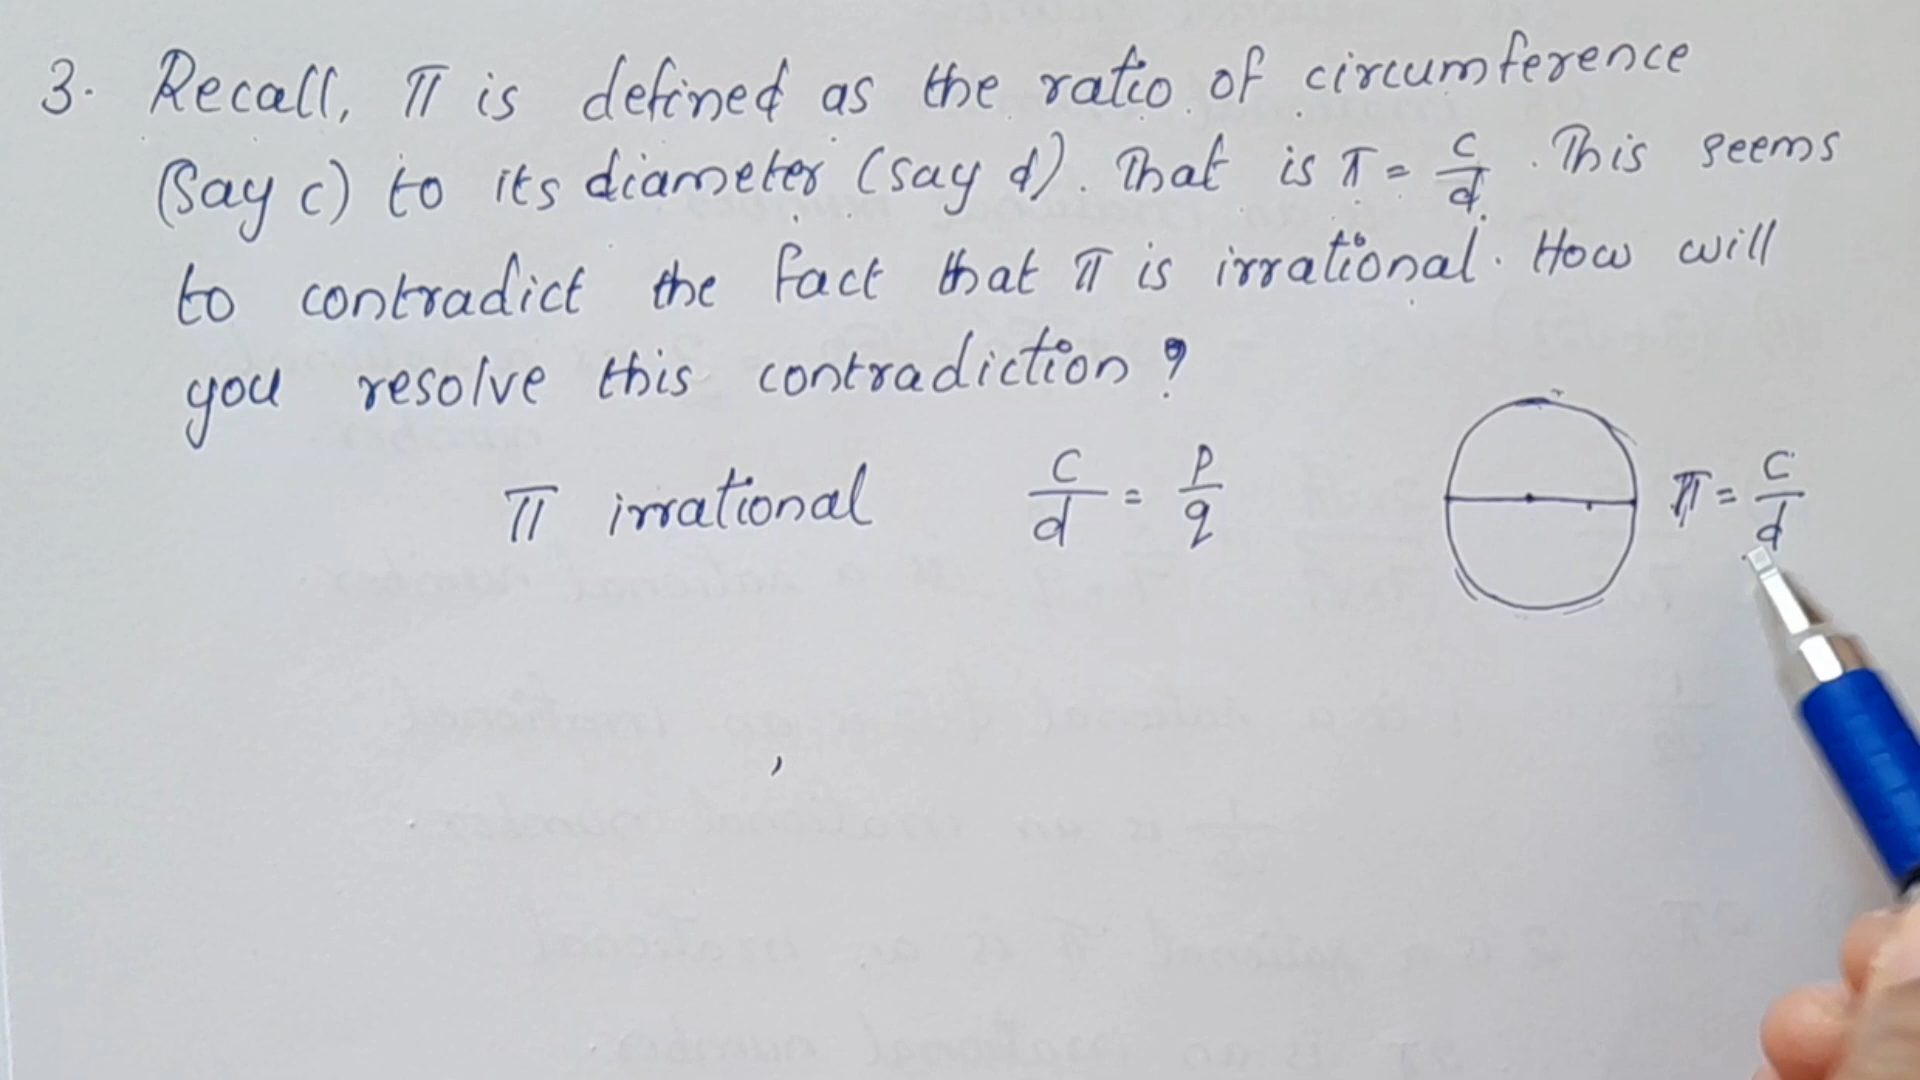 3. Recall, π is defined as the ratio of circumference
(Say c) to its diameter (say d). That is π = c/d. This seems
to contradict the fact that π is irrational. How will
you resolve this contradiction?
π irrational c/d = p/q π = c/d